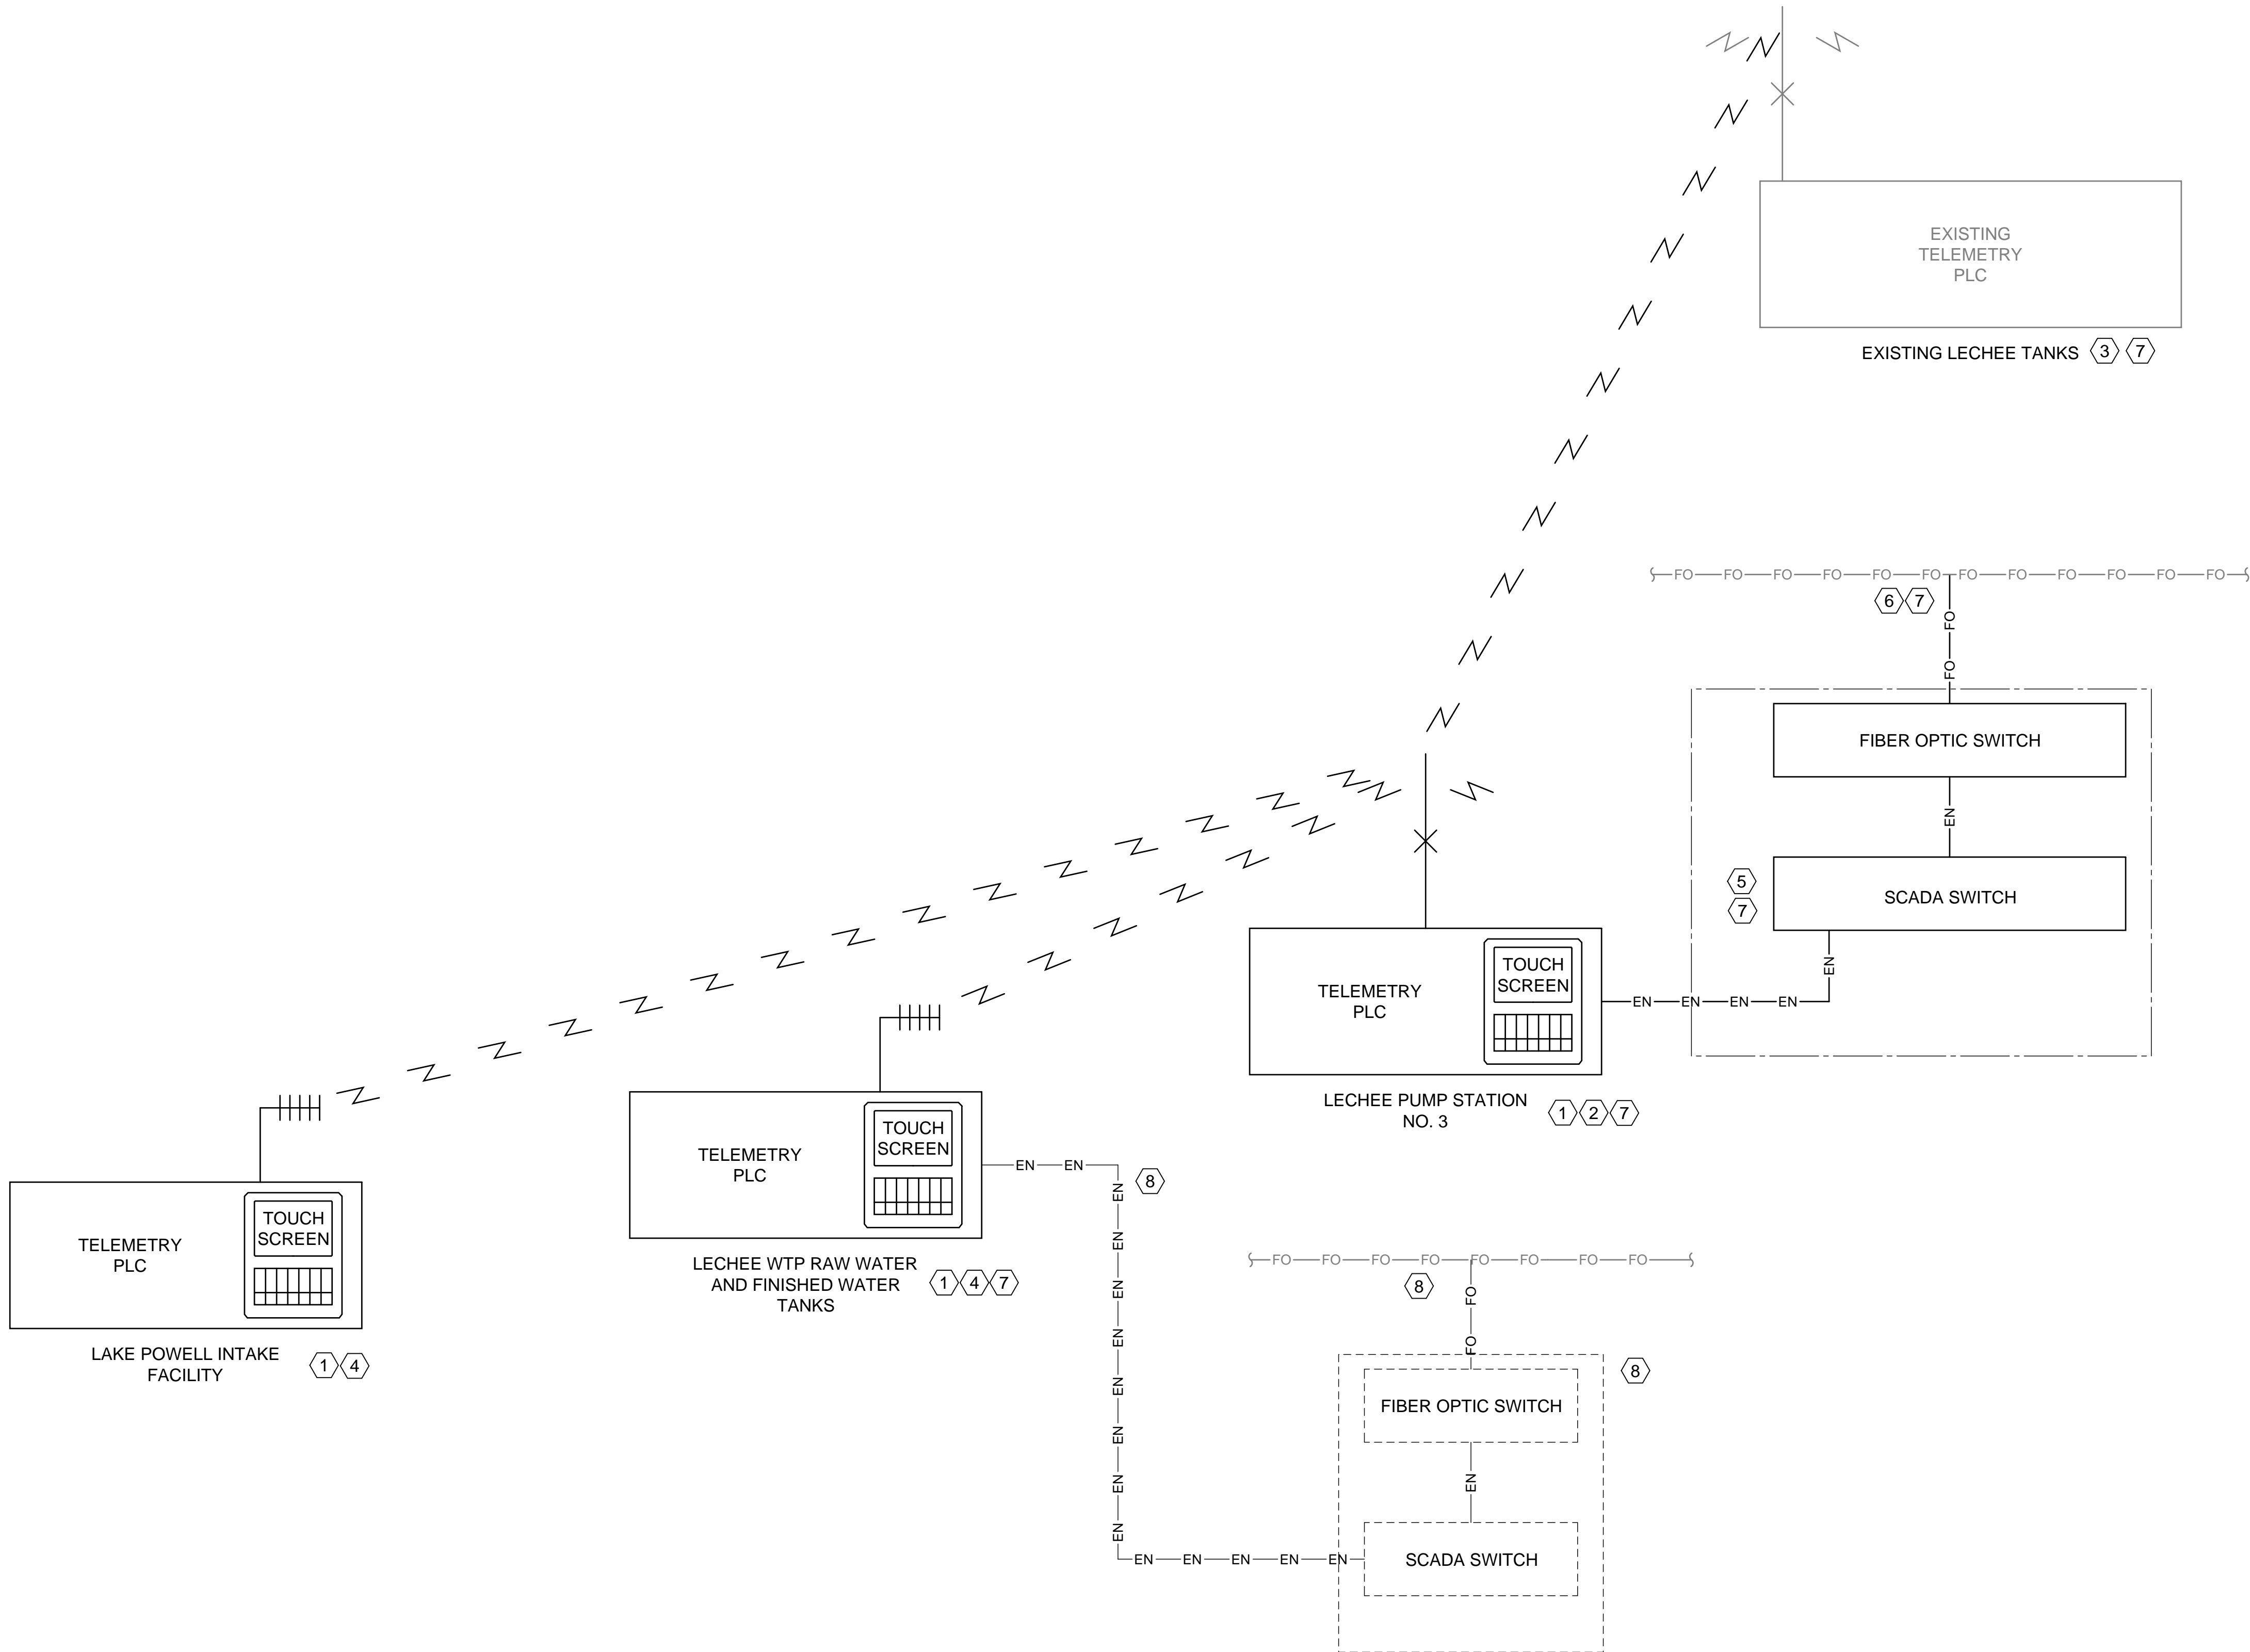 EXISTING
TELEMETRY
PLC
EXISTING LECHEE TANKS 3 7
FO FO FO FO FO FO FO FO FO FO FO FO
6 7
FO
FO
FIBER OPTIC SWITCH
EN
SCADA SWITCH
5
7
EN
TELEMETRY
PLC
TOUCH
SCREEN
EN EN EN EN
LECHEE PUMP STATION
NO. 3
1 2 7
TELEMETRY
PLC
TOUCH
SCREEN
EN EN
8
LECHEE WTP RAW WATER
AND FINISHED WATER
TANKS
1 4 7
TELEMETRY
PLC
TOUCH
SCREEN
LAKE POWELL INTAKE
FACILITY
1 4
EN
EN
EN
EN
EN
EN
EN
EN
EN EN EN EN EN
FO FO FO FO FO FO FO FO
8
FO
FO
8
FIBER OPTIC SWITCH
EN
SCADA SWITCH